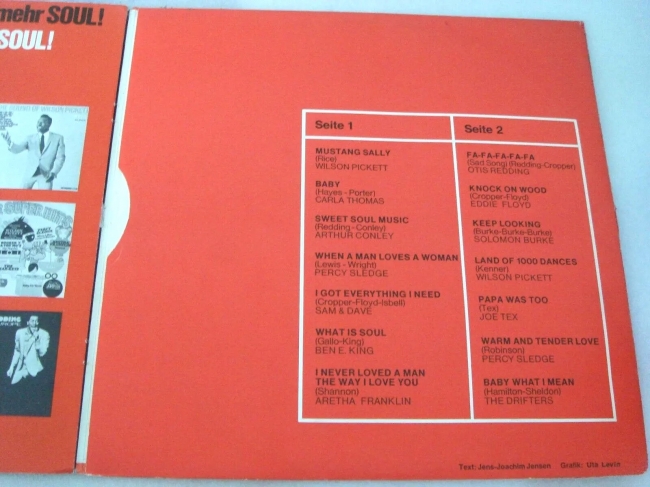 mehr SOUL!
SOUL!
Seite 1
MUSTANG SALLY
(Rice)
WILSON PICKETT
BABY
(Hayes - Porter)
CARLA THOMAS
SWEET SOUL MUSIC
(Redding - Conley)
ARTHUR CONLEY
WHEN A MAN LOVES A WOMAN
(Lewis - Wright)
PERCY SLEDGE
I GOT EVERYTHING I NEED
(Cropper-Floyd-Isbell)
SAM & DAVE
WHAT IS SOUL
(Gallo-King)
BEN E. KING
I NEVER LOVED A MAN
THE WAY I LOVE YOU
(Shannon)
ARETHA FRANKLIN
Seite 2
FA-FA-FA-FA-FA
(Sad Song) (Redding-Cropper)
OTIS REDDING
KNOCK ON WOOD
(Cropper-Floyd)
EDDIE FLOYD
KEEP LOOKING
(Burke-Burke-Burke)
SOLOMON BURKE
LAND OF 1000 DANCES
(Kenner)
WILSON PICKETT
PAPA WAS TOO
(Tex)
JOE TEX
WARM AND TENDER LOVE
(Robinson)
PERCY SLEDGE
BABY WHAT I MEAN
(Hamilton-Sheldon)
THE DRIFTERS
Text: Jens-Joachim Jensen Grafik: Uta